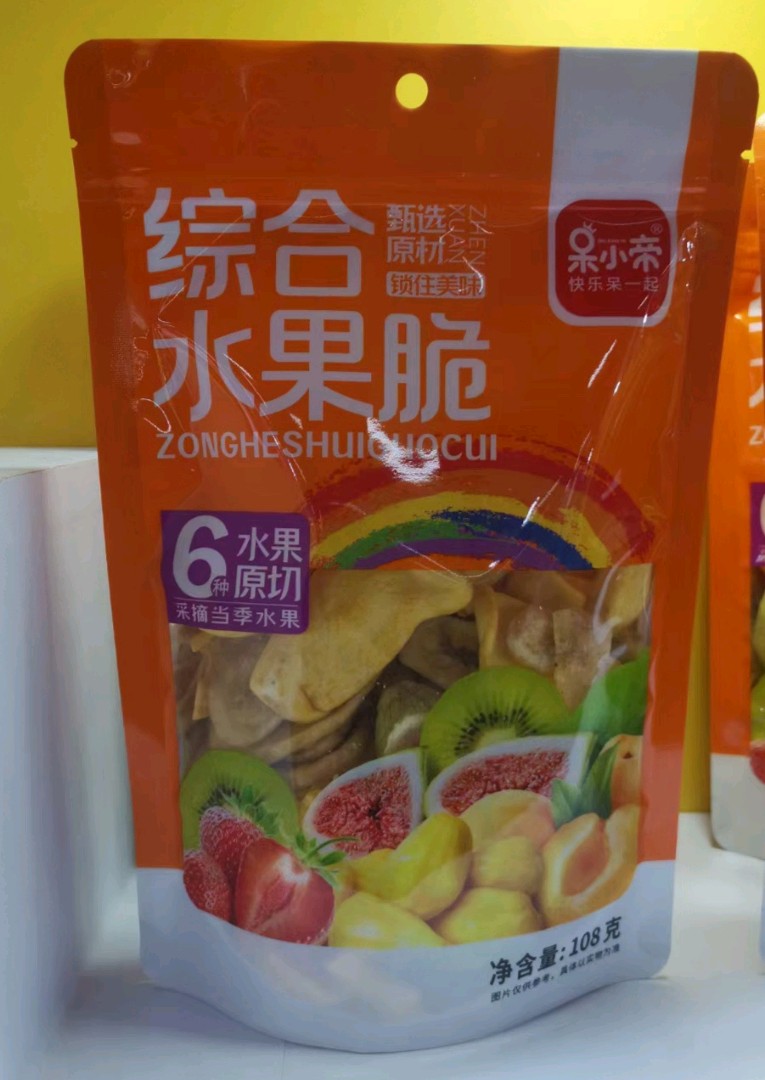 综合
水果脆
甄选
原材
ZHEN
XUAN
锁住美味
ZONGHESHUIGUOCUI
呆小帝®
快乐呆一起
6种
水果
原切
采摘当季水果
净含量:108克
图片仅供参考,具体以实物为准